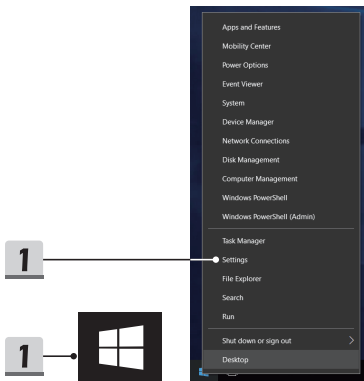 Apps and Features
Mobility Center
Power Options
Event Viewer
System
Device Manager
Network Connections
Disk Management
Computer Management
Windows PowerShell
Windows PowerShell (Admin)
Task Manager
1
Settings
File Explorer
Search
Run
1
Shut down or sign out
Desktop